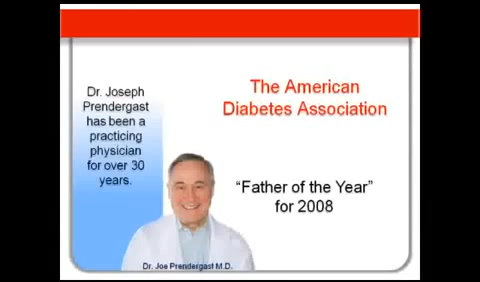 Dr. Joseph
Prendergast
has been a
practicing
physician
for over 30
years.
The American
Diabetes Association
“Father of the Year”
for 2008
Dr. Joe Prendergast M.D.